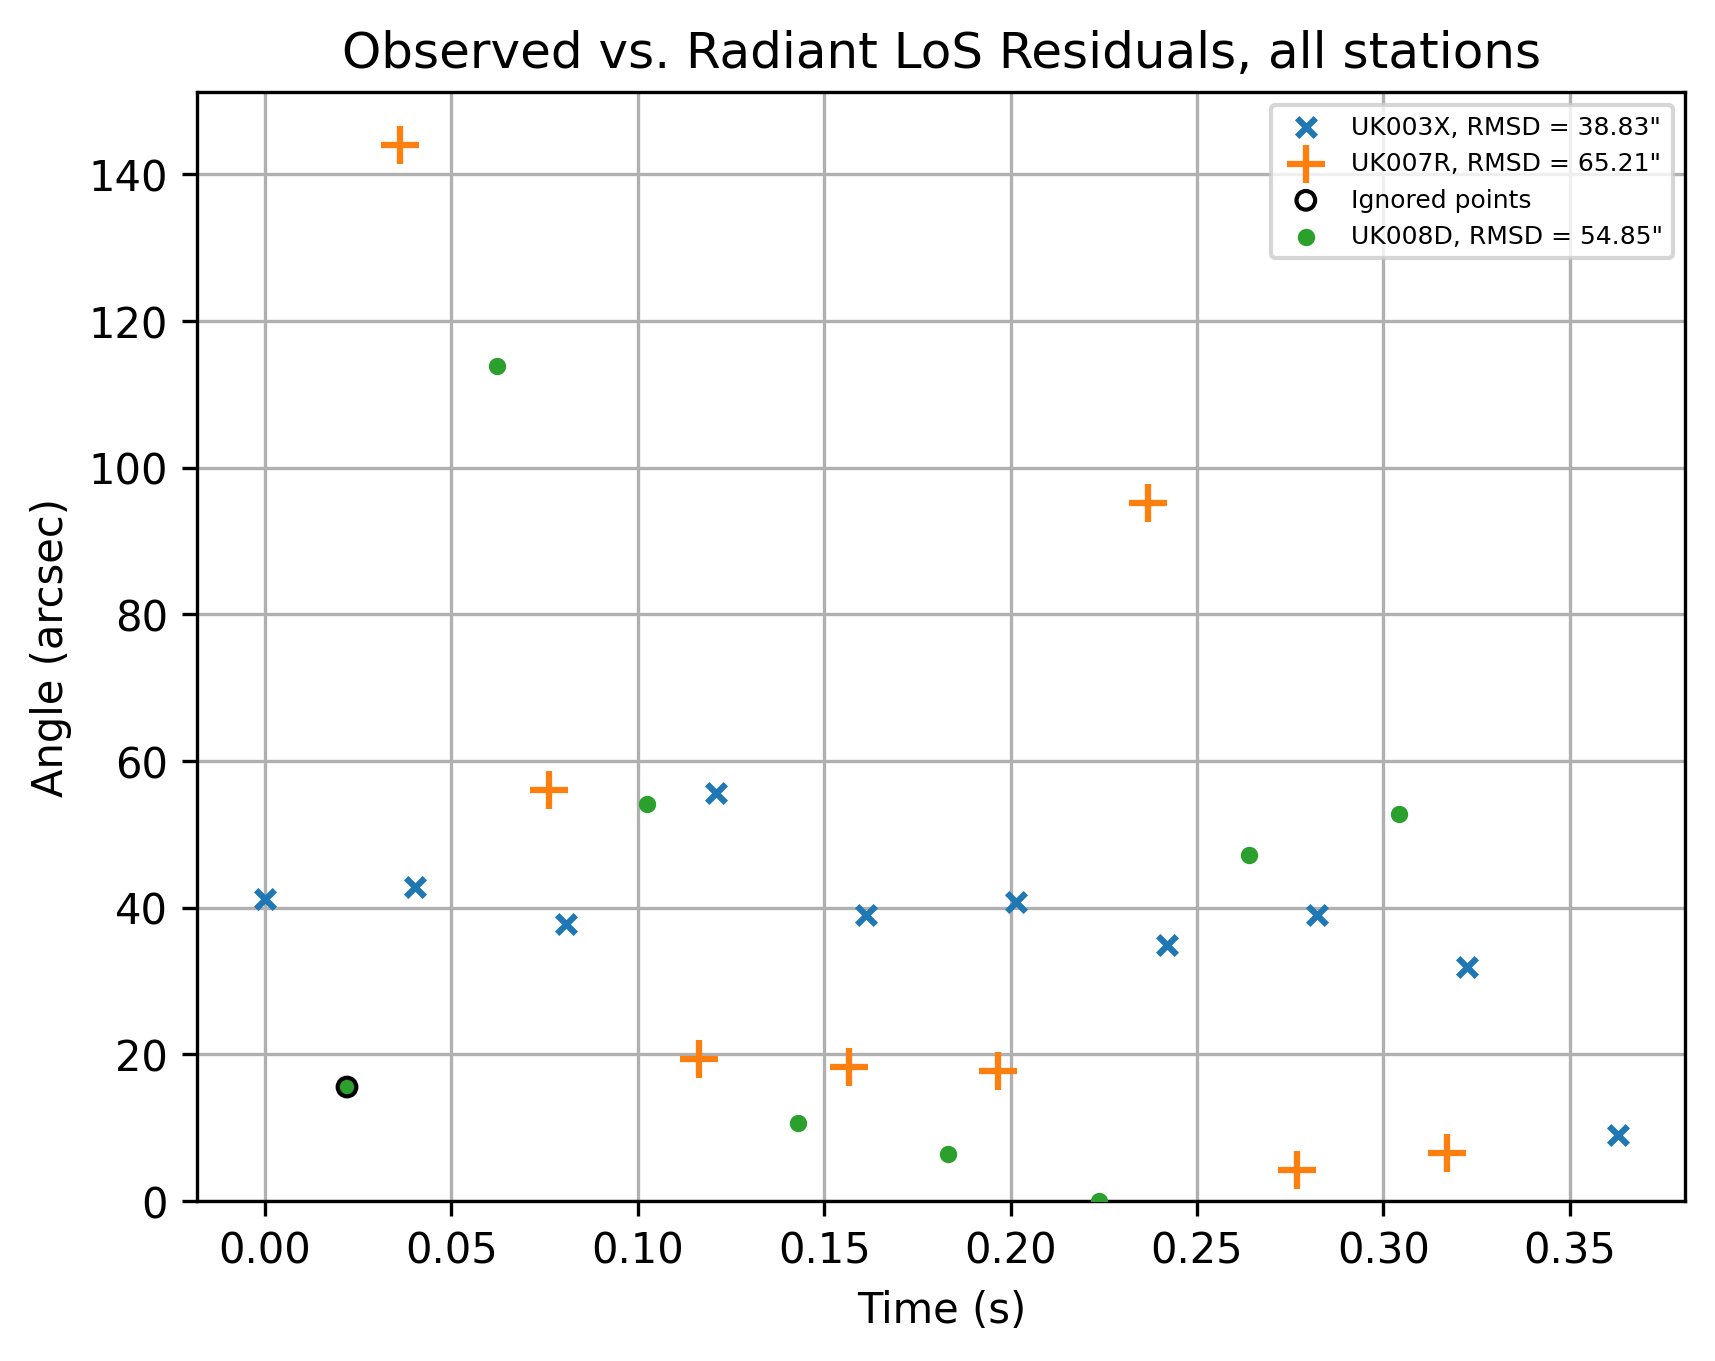 Observed vs. Radiant LoS Residuals, all stations
UK003X, RMSD = 38.83"
UK007R, RMSD = 65.21"
Ignored points
UK008D, RMSD = 54.85"
Angle (arcsec)
140
120
100
80
60
40
20
0
0.00 0.05 0.10 0.15 0.20 0.25 0.30 0.35
Time (s)